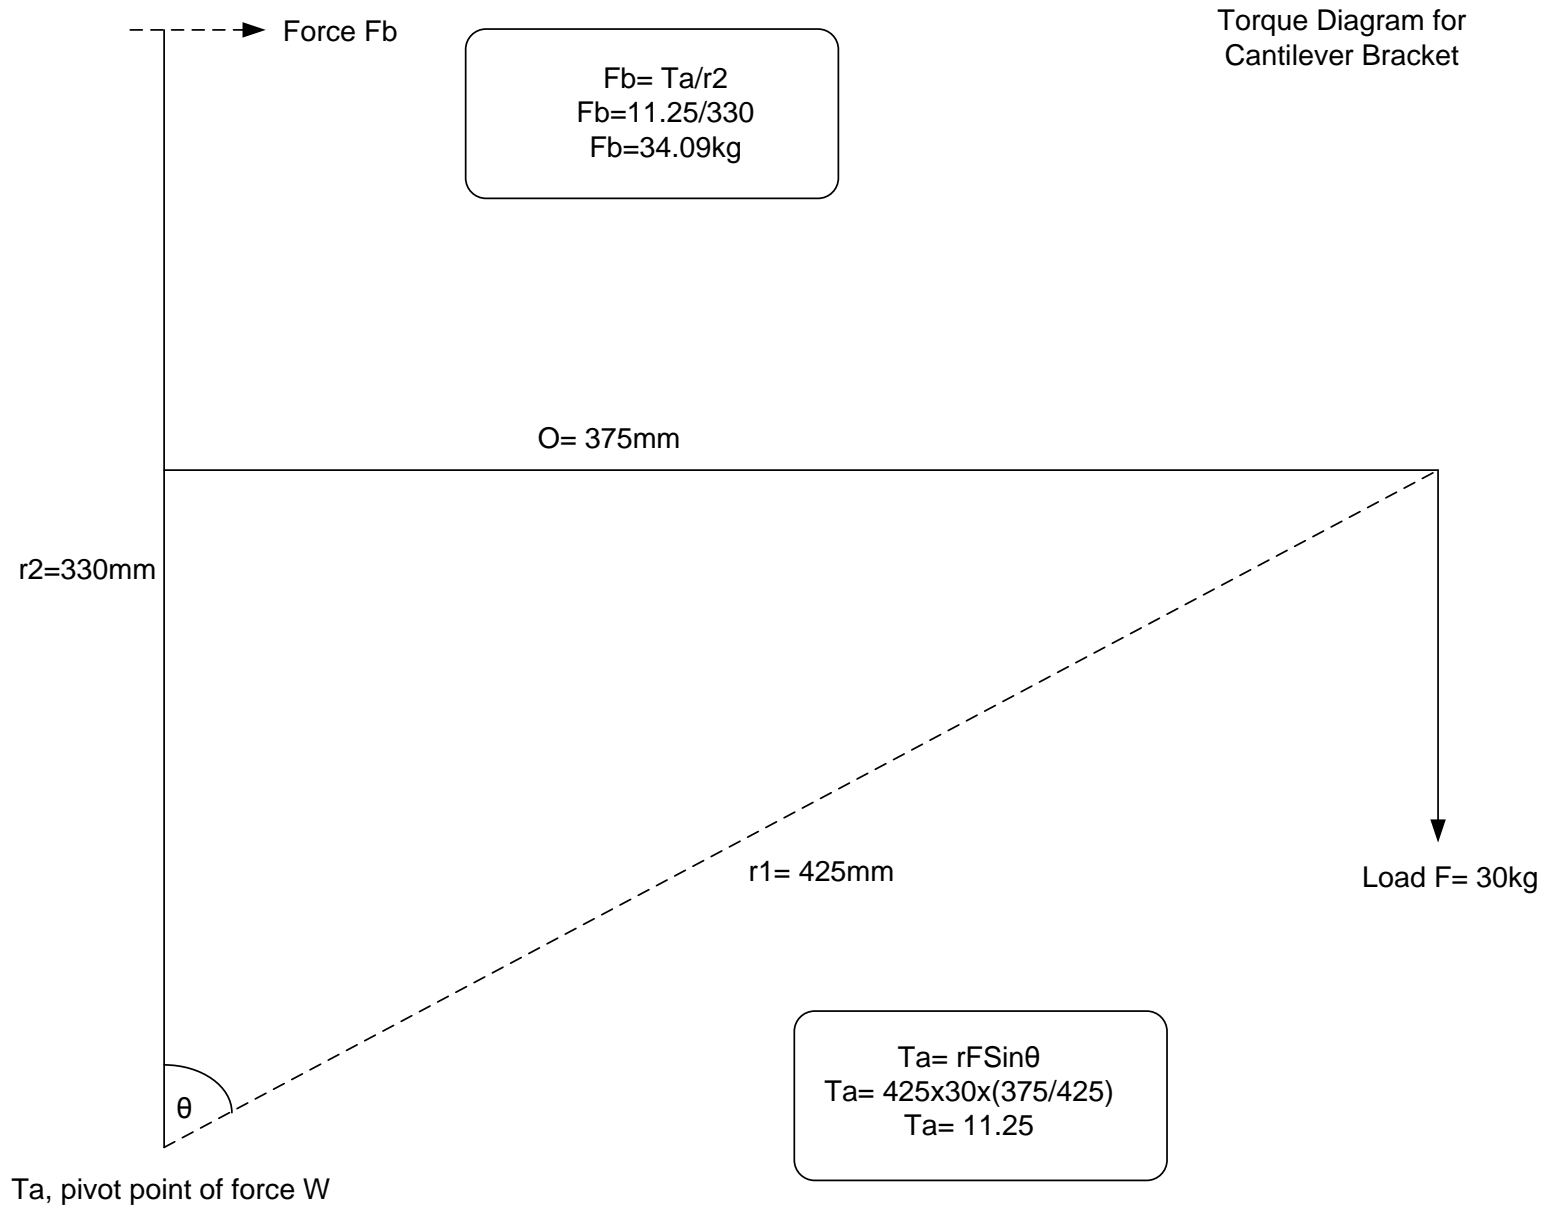 Torque Diagram for
Cantilever Bracket
Force Fb
Fb= Ta/r2
Fb=11.25/330
Fb=34.09kg
O= 375mm
r2=330mm
r1= 425mm
Load F= 30kg
Ta= rFSinθ
Ta= 425x30x(375/425)
Ta= 11.25
θ
Ta, pivot point of force W